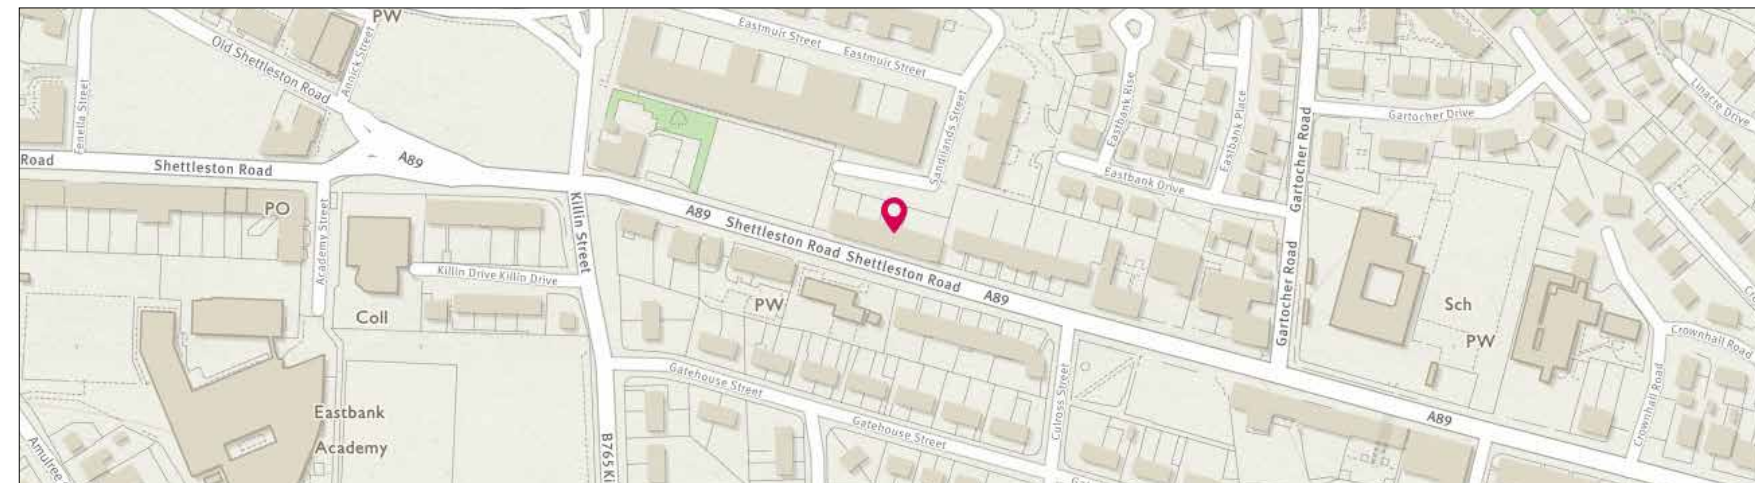 PW
Old Shettleston Road
Annick Street
Fenella Street
Eastmuir Street
Eastmuir Street
Sandilands Street
Eastbank Rise
Eastbank Place
Eastbank Drive
Gartocher Road
Gartocher Road
Gartocher Drive
Linacre Drive
Road
Shettleston Road
A89
PO
Academy Street
Killin Street
A89
Shettleston Road
Shettleston Road
A89
Killin Drive
Killin Drive
Coll
PW
Sch
PW
Crownhall Road
Crownhall Road
Gatehouse Street
Gatehouse Street
Culross Street
A89
Eastbank
Academy
Amulree
B765